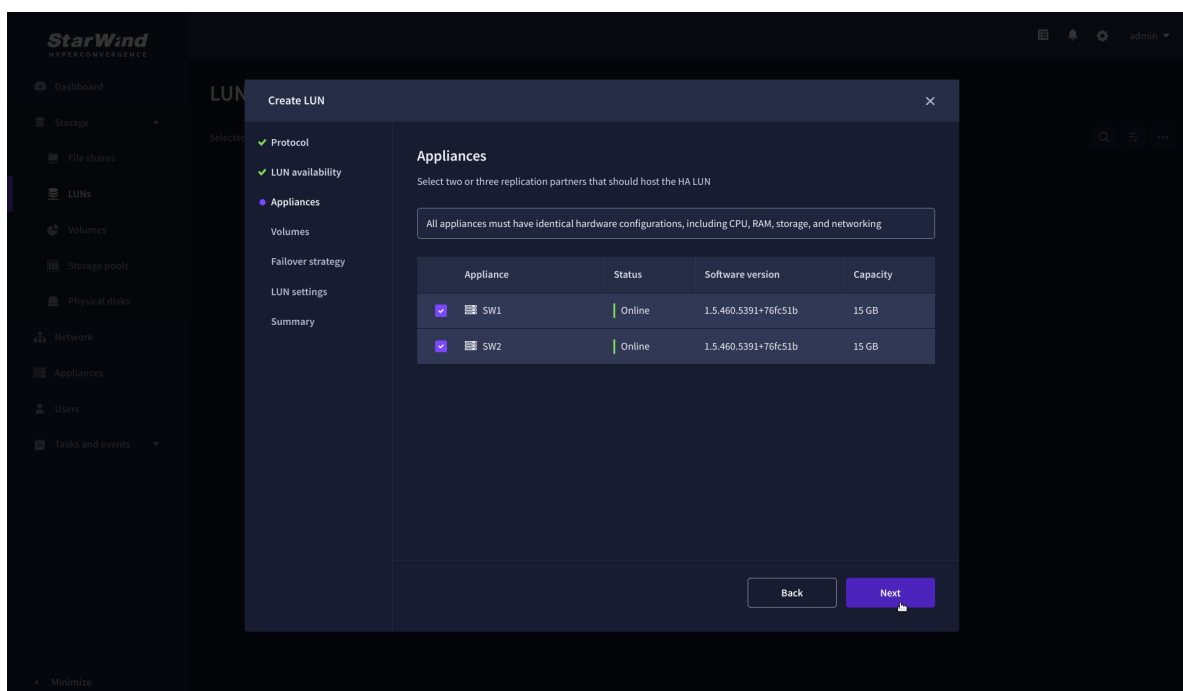 StarWind
HYPERCONVERGENCE
admin
Dashboard
Storage
File shares
LUNs
Volumes
Storage pools
Physical disks
Network
Appliances
Users
Tasks and events
Minimize
LUN
Selected
Create LUN
Protocol
LUN availability
Appliances
Volumes
Failover strategy
LUN settings
Summary
Appliances
Select two or three replication partners that should host the HA LUN
All appliances must have identical hardware configurations, including CPU, RAM, storage, and networking
Appliance Status Software version Capacity
SW1 Online 1.5.460.5391+76fc51b 15 GB
SW2 Online 1.5.460.5391+76fc51b 15 GB
Back Next